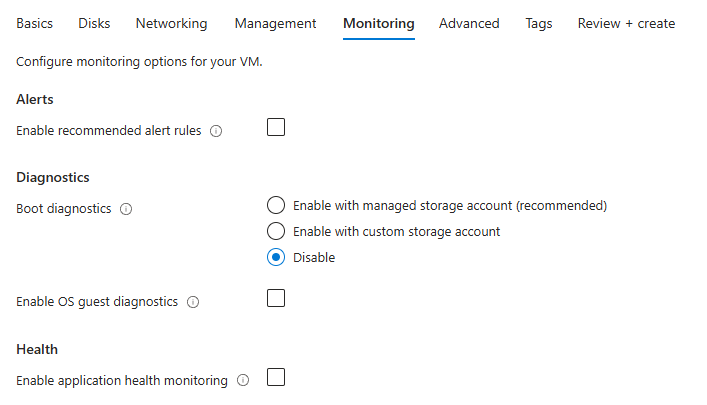 Basics Disks Networking Management Monitoring Advanced Tags Review + create
Configure monitoring options for your VM.
Alerts
Enable recommended alert rules
Diagnostics
Boot diagnostics
Enable with managed storage account (recommended)
Enable with custom storage account
Disable
Enable OS guest diagnostics
Health
Enable application health monitoring